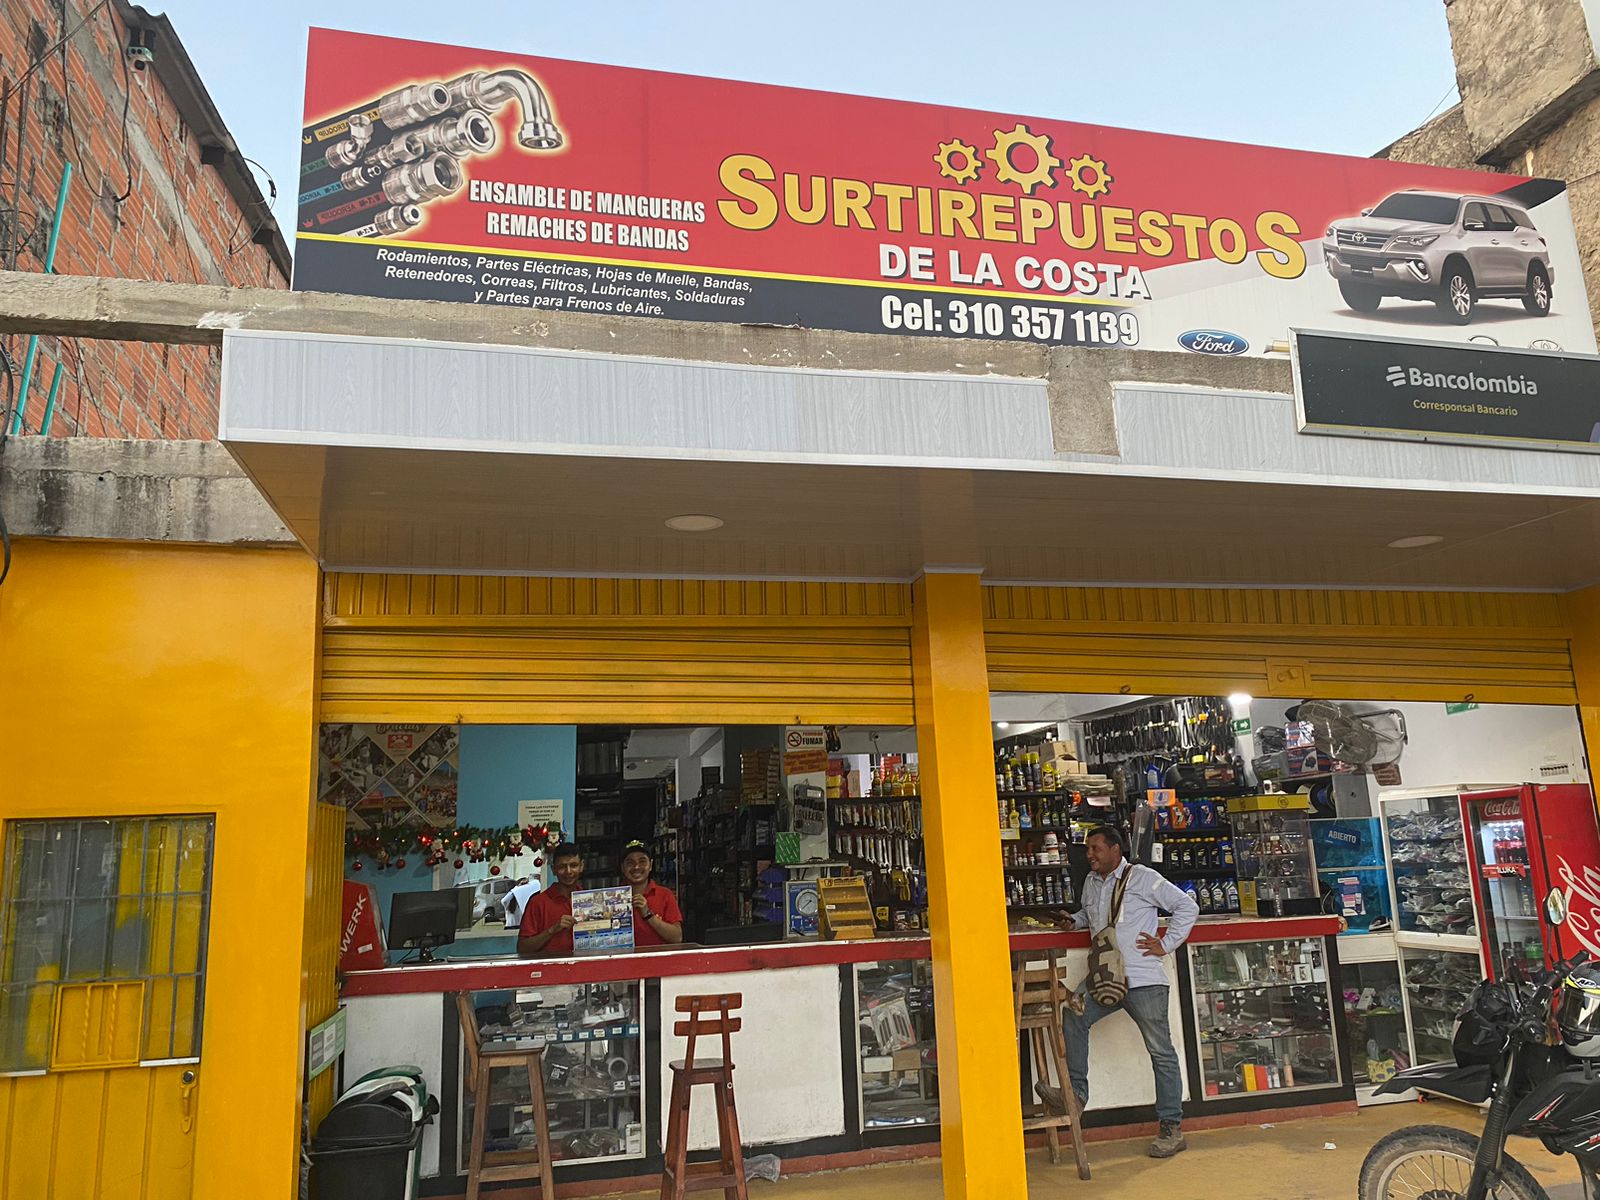 ENSAMBLE DE MANGUERAS
REMACHES DE BANDAS
Rodamientos, Partes Eléctricas, Hojas de Muelle, Bandas,
Retenedores, Correas, Filtros, Lubricantes, Soldaduras
y Partes para Frenos de Aire.
SURTIREPUESTOS
DE LA COSTA
Cel: 310 357 1139
Ford
Bancolombia
Corresponsal Bancario
FUMAR
ABIERTO
Coca-Cola
WERK